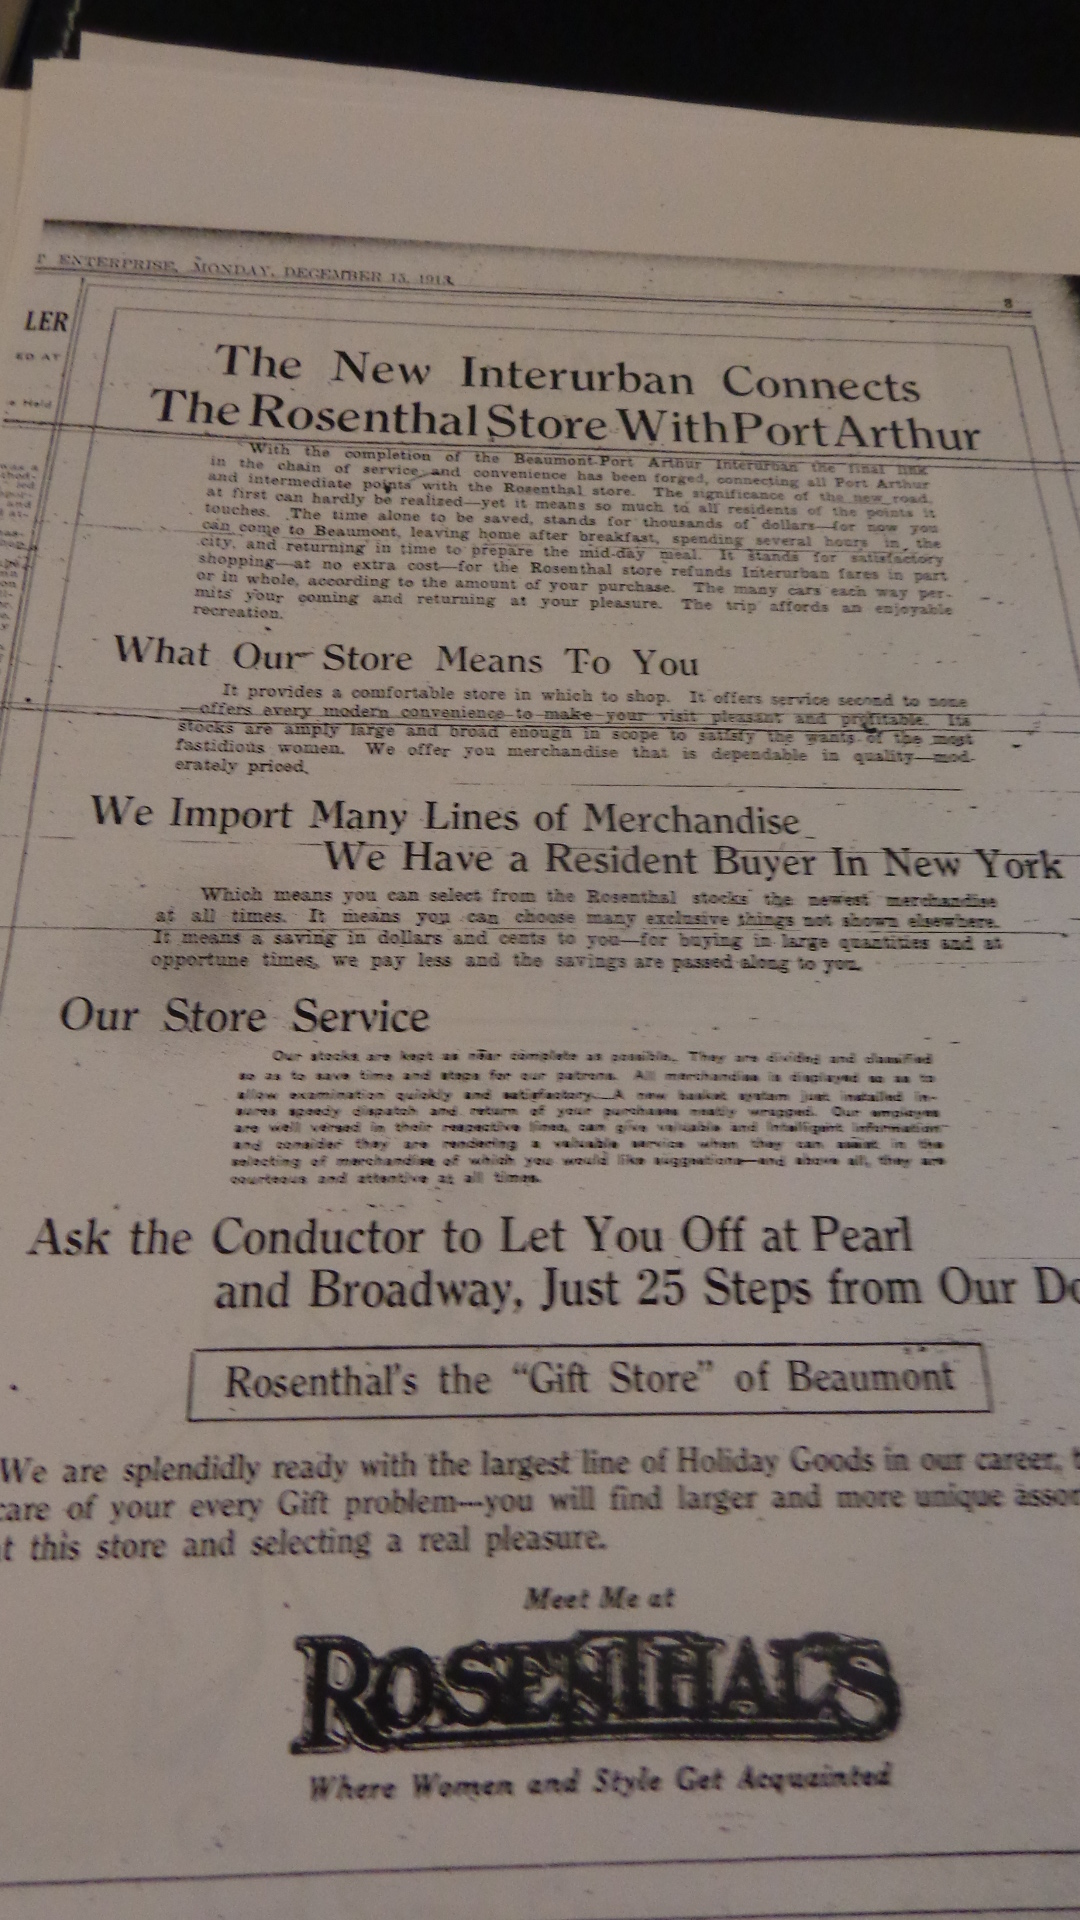 ENTERPRISE, MONDAY, DECEMBER 15, 1913.
8
LER
ED AT
Held
The New Interurban Connects
The Rosenthal Store With Port Arthur
With the completion of the Beaumont-Port Arthur Interurban the final link
in the chain of service and convenience has been forged, connecting all Port Arthur
and intermediate points with the Rosenthal store. The significance of the new road,
at first can hardly be realized—yet it means so much to all residents of the points it
touches. The time alone to be saved, stands for thousands of dollars—for now you
can come to Beaumont, leaving home after breakfast, spending several hours in the
city, and returning in time to prepare the mid-day meal. It stands for satisfactory
shopping—at no extra cost—for the Rosenthal store refunds Interurban fares in part
or in whole, according to the amount of your purchase. The many cars each way per-
mits your coming and returning at your pleasure. The trip affords an enjoyable
recreation.
What Our Store Means To You
It provides a comfortable store in which to shop. It offers service second to none
—offers every modern convenience to make your visit pleasant and profitable. Its
stocks are amply large and broad enough in scope to satisfy the wants of the most
fastidious women. We offer you merchandise that is dependable in quality—mod-
erately priced.
We Import Many Lines of Merchandise
We Have a Resident Buyer In New York
Which means you can select from the Rosenthal stocks the newest merchandise
at all times. It means you can choose many exclusive things not shown elsewhere.
It means a saving in dollars and cents to you—for buying in large quantities and at
opportune times, we pay less and the savings are passed along to you.
Our Store Service
Our stocks are kept as near complete as possible. They are divided and classified
so as to save time and steps for our patrons. All merchandise is displayed so as to
allow examination quickly and satisfactory. A new basket system just installed in-
sures speedy dispatch and return of your purchases neatly wrapped. Our employes
are well versed in their respective lines, can give valuable and intelligent information
and consider they are rendering a valuable service when they can assist in the
selecting of merchandise of which you would like suggestions—and above all, they are
courteous and attentive at all times.
Ask the Conductor to Let You Off at Pearl
and Broadway, Just 25 Steps from Our Do
Rosenthal's the "Gift Store" of Beaumont
We are splendidly ready with the largest line of Holiday Goods in our career, t
care of your every Gift problem---you will find larger and more unique assor
t this store and selecting a real pleasure.
Meet Me at
ROSENTHAL'S
Where Women and Style Get Acquainted